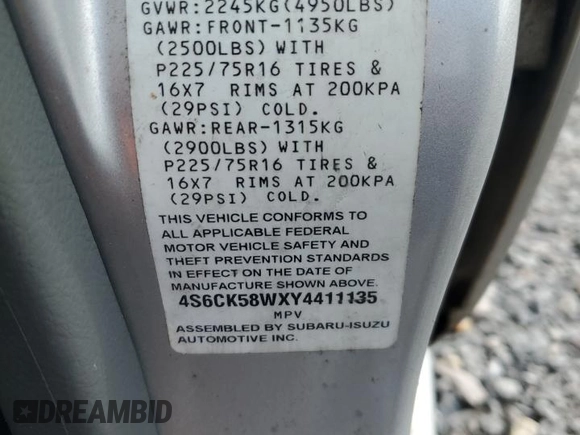 GVWR:2245KG(4950LBS)
GAWR:FRONT-1135KG
(2500LBS) WITH
P225/75R16 TIRES &
16X7 RIMS AT 200KPA
(29PSI) COLD.
GAWR:REAR-1315KG
(2900LBS) WITH
P225/75R16 TIRES &
16X7 RIMS AT 200KPA
(29PSI) COLD.
THIS VEHICLE CONFORMS TO
ALL APPLICABLE FEDERAL
MOTOR VEHICLE SAFETY AND
THEFT PREVENTION STANDARDS
IN EFFECT ON THE DATE OF
MANUFACTURE SHOWN ABOVE.
4S6CK58WXY4411135
MPV
ASSEMBLED BY SUBARU-ISUZU
AUTOMOTIVE INC.
DREAMBID